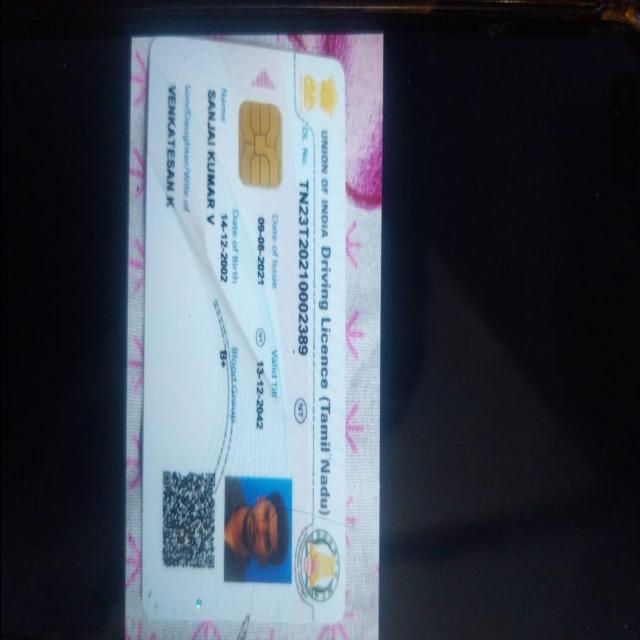 UNION OF INDIA Driving Licence (Tamil Nadu)
DL No. TN23T20210002389
Date of Issue Valid Till
09-08-2021 (NT) 13-12-2042
Name Date of Birth Blood Group
SANJAI KUMAR V 14-12-2002 B+
Son/Daughter/Wife of
VENKATESAN K